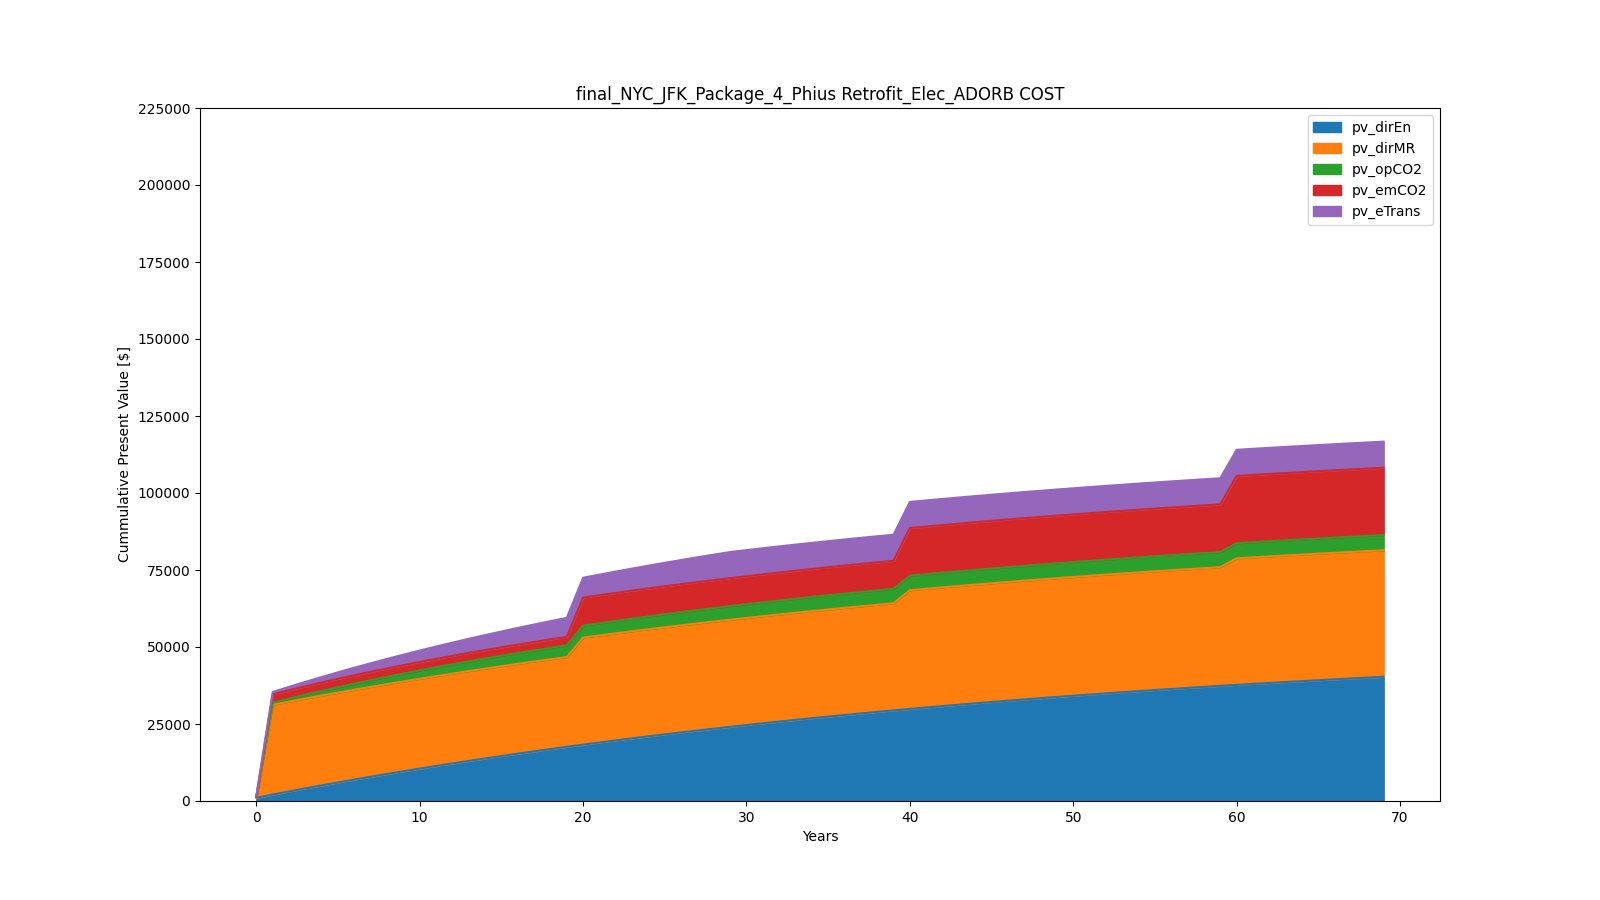 final_NYC_JFK_Package_4_Phius Retrofit_Elec_ADORB COST
225000
200000
175000
150000
125000
100000
75000
50000
25000
0
Cummulative Present Value [$]
pv_dirEn
pv_dirMR
pv_opCO2
pv_emCO2
pv_eTrans
0 10 20 30 40 50 60 70
Years